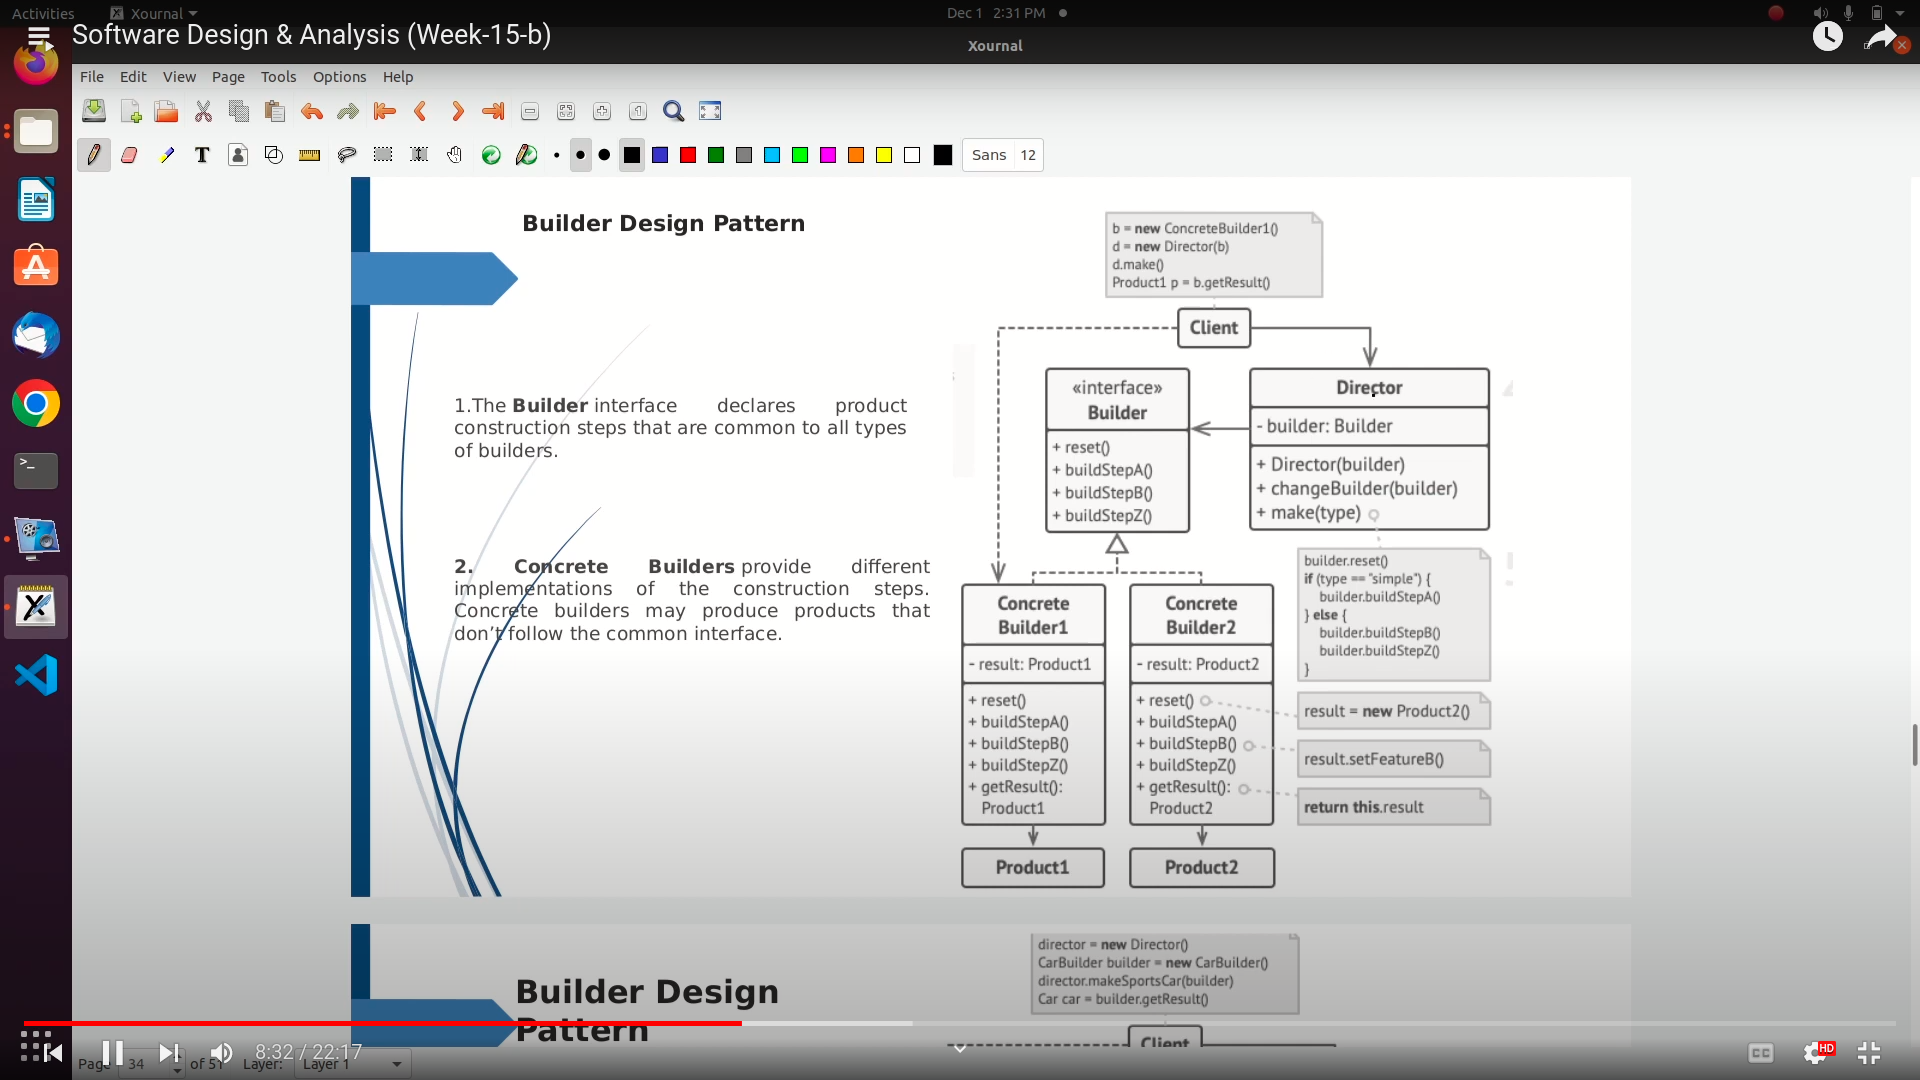 Activities
Xournal
Dec 1 2:31 PM
Software Design & Analysis (Week-15-b)
Xournal
File Edit View Page Tools Options Help
Sans 12
Builder Design Pattern
1.The Builder interface declares product
construction steps that are common to all types
of builders.
2. Concrete Builders provide different
implementations of the construction steps.
Concrete builders may produce products that
don't follow the common interface.
b = new ConcreteBuilder1()
d = new Director(b)
d.make()
Product1 p = b.getResult()
Client
«interface»
Builder
+ reset()
+ buildStepA()
+ buildStepB()
+ buildStepZ()
Director
- builder: Builder
+ Director(builder)
+ changeBuilder(builder)
+ make(type)
builder.reset()
if (type == "simple") {
builder.buildStepA()
} else {
builder.buildStepB()
builder.buildStepZ()
}
Concrete
Builder1
- result: Product1
+ reset()
+ buildStepA()
+ buildStepB()
+ buildStepZ()
+ getResult():
Product1
Concrete
Builder2
- result: Product2
+ reset()
+ buildStepA()
+ buildStepB()
+ buildStepZ()
+ getResult():
Product2
result = new Product2()
result.setFeatureB()
return this.result
Product1
Product2
Builder Design
Pattern
director = new Director()
CarBuilder builder = new CarBuilder()
director.makeSportsCar(builder)
Car car = builder.getResult()
Client
8:32 / 22:17
CC
HD
Page 34 of 51 Layer: Layer 1